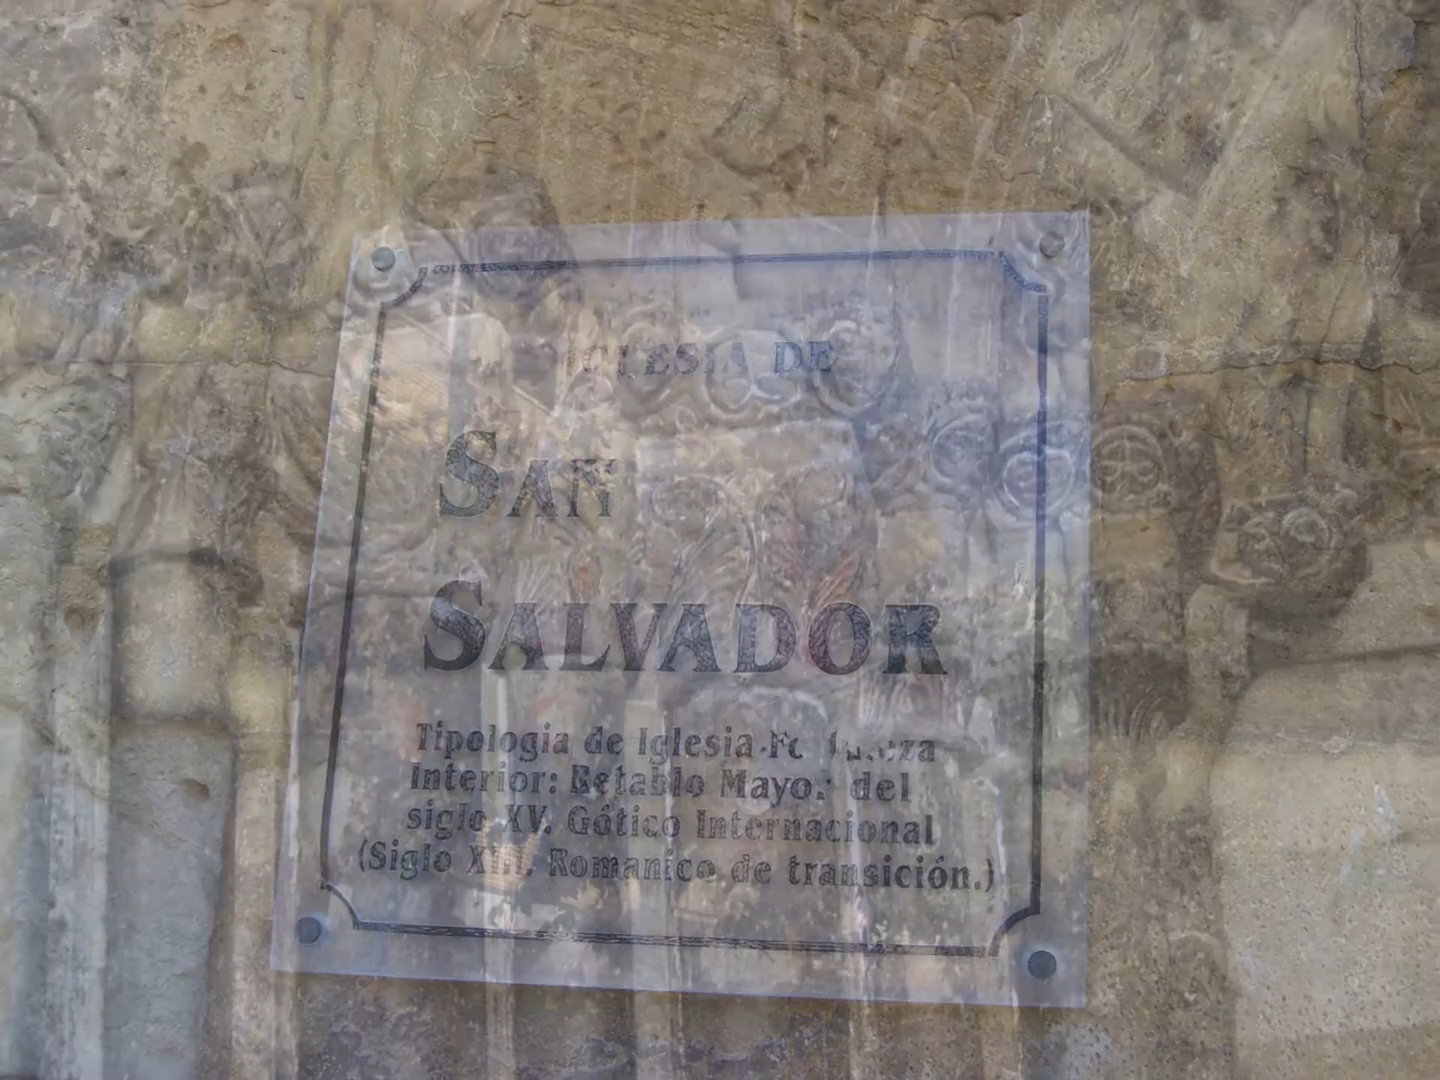 IGLESIA DE
SAN
SALVADOR
Tipologia de Iglesia
Interior: Retablo Mayor del
siglo XV. Gótico Internacional
(Siglo XIII. Romanico de transición.)